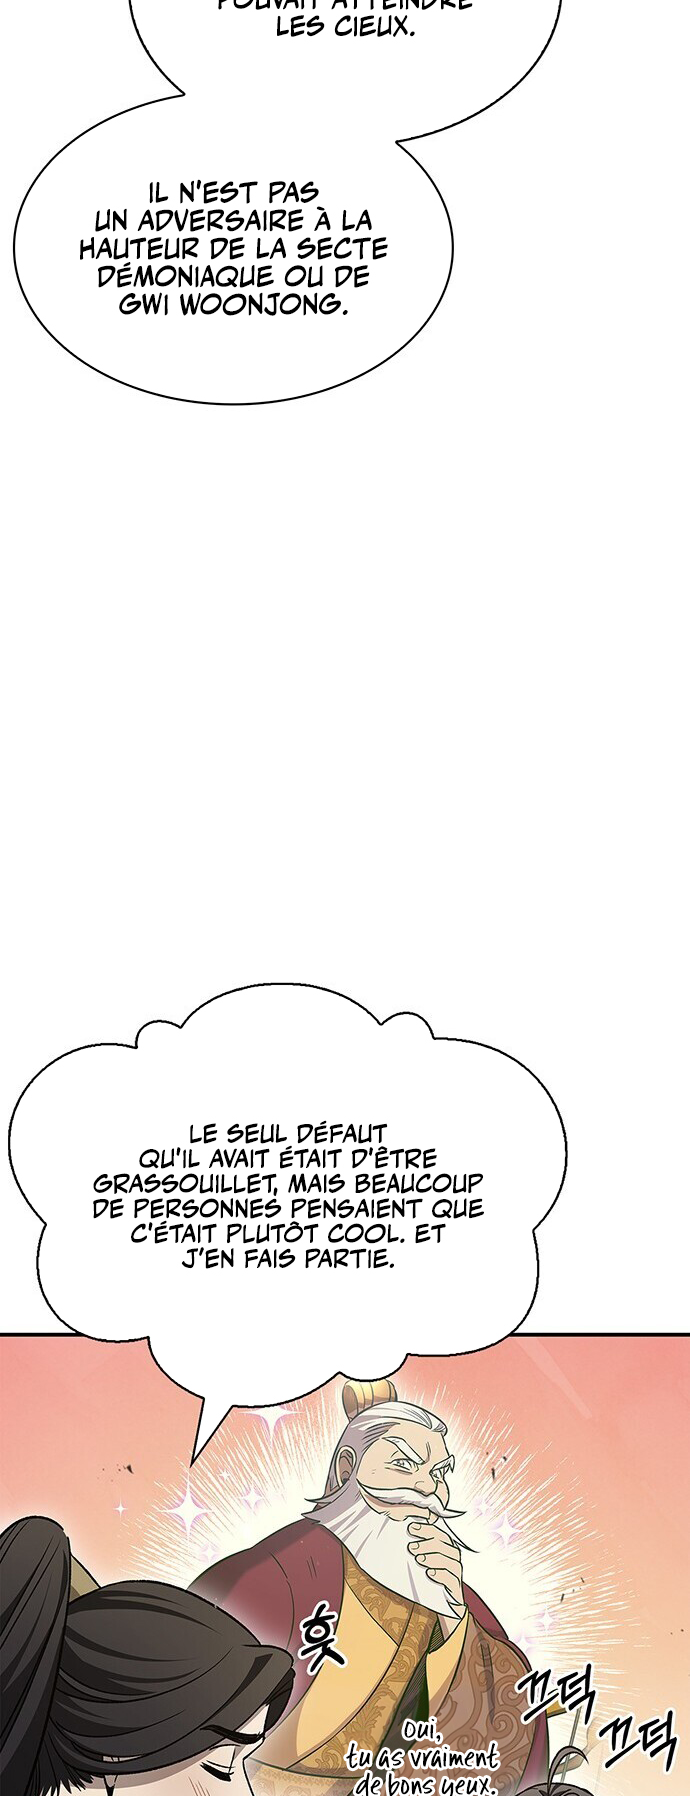 POUVAIT ATTEINDRE
LES CIEUX.
IL N'EST PAS
UN ADVERSAIRE À LA
HAUTEUR DE LA SECTE
DÉMONIAQUE OU DE
GWI WOONJONG.
LE SEUL DÉFAUT
QU'IL AVAIT ÉTAIT D'ÊTRE
GRASSOUILLET, MAIS BEAUCOUP
DE PERSONNES PENSAIENT QUE
C'ÉTAIT PLUTÔT COOL. ET
J'EN FAIS PARTIE.
흣
끄덕
끄덕
Oui,
tu as vraiment
de bons yeux.